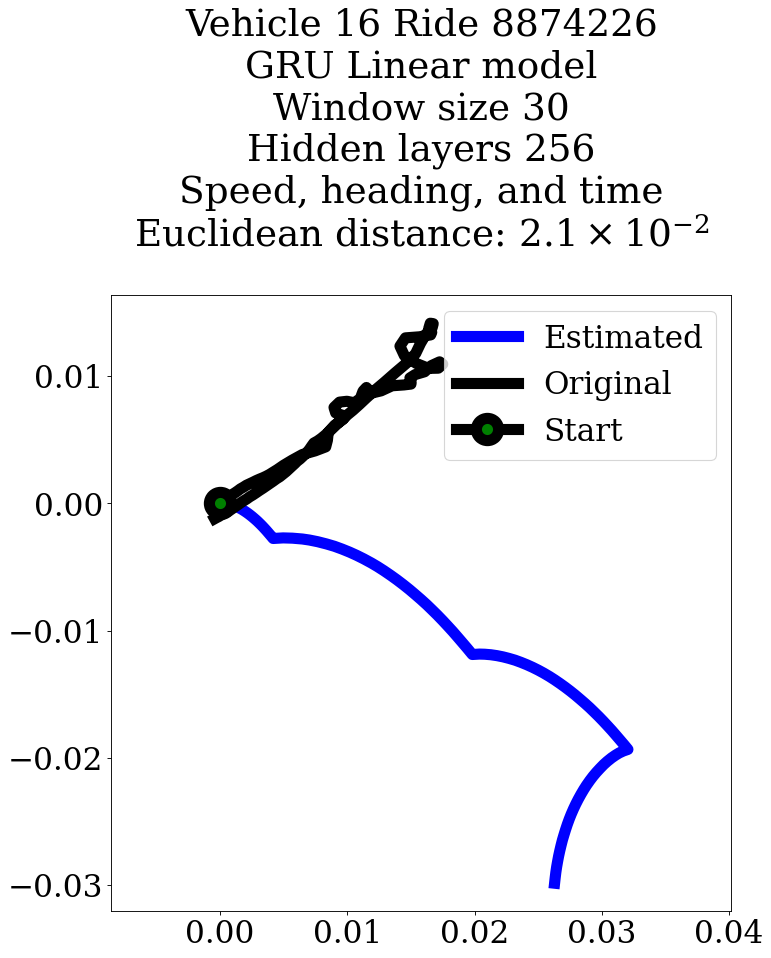 Vehicle 16 Ride 8874226
GRU Linear model
Window size 30
Hidden layers 256
Speed, heading, and time
Euclidean distance: 2.1 × 10⁻²
Estimated
Original
Start
0.01
0.00
−0.01
−0.02
−0.03
0.00 0.01 0.02 0.03 0.04